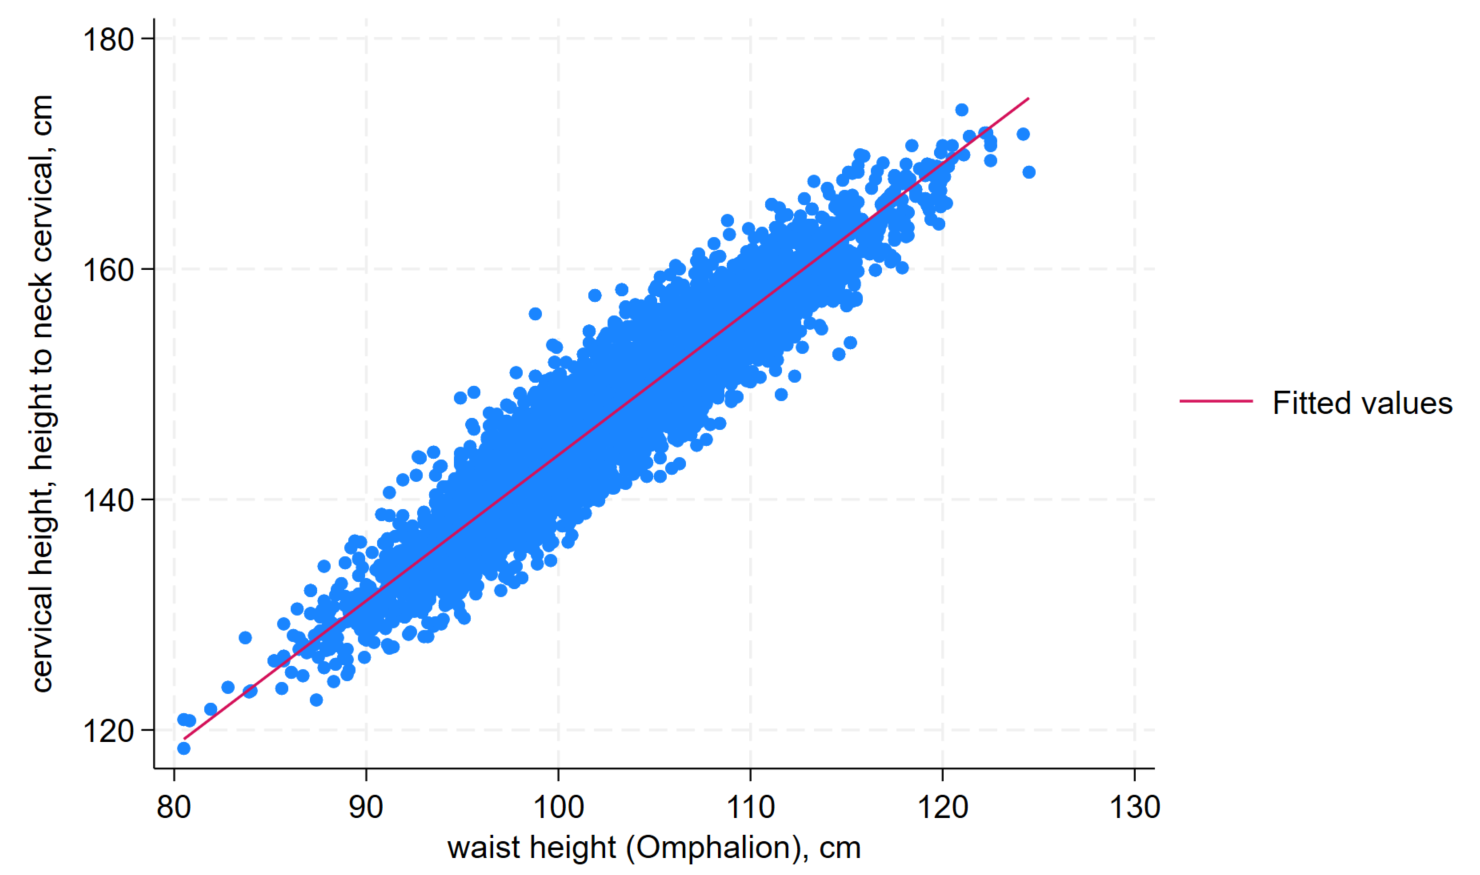 180
160
140
120
cervical height, height to neck cervical, cm
80 90 100 110 120 130
waist height (Omphalion), cm
Fitted values